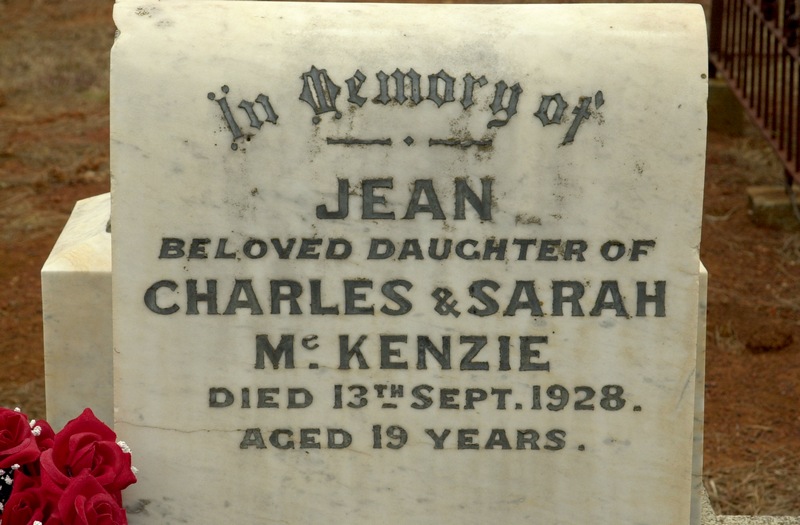 In Memory of
JEAN
BELOVED DAUGHTER OF
CHARLES & SARAH
Mc. KENZIE
DIED 13TH SEPT. 1928.
AGED 19 YEARS.